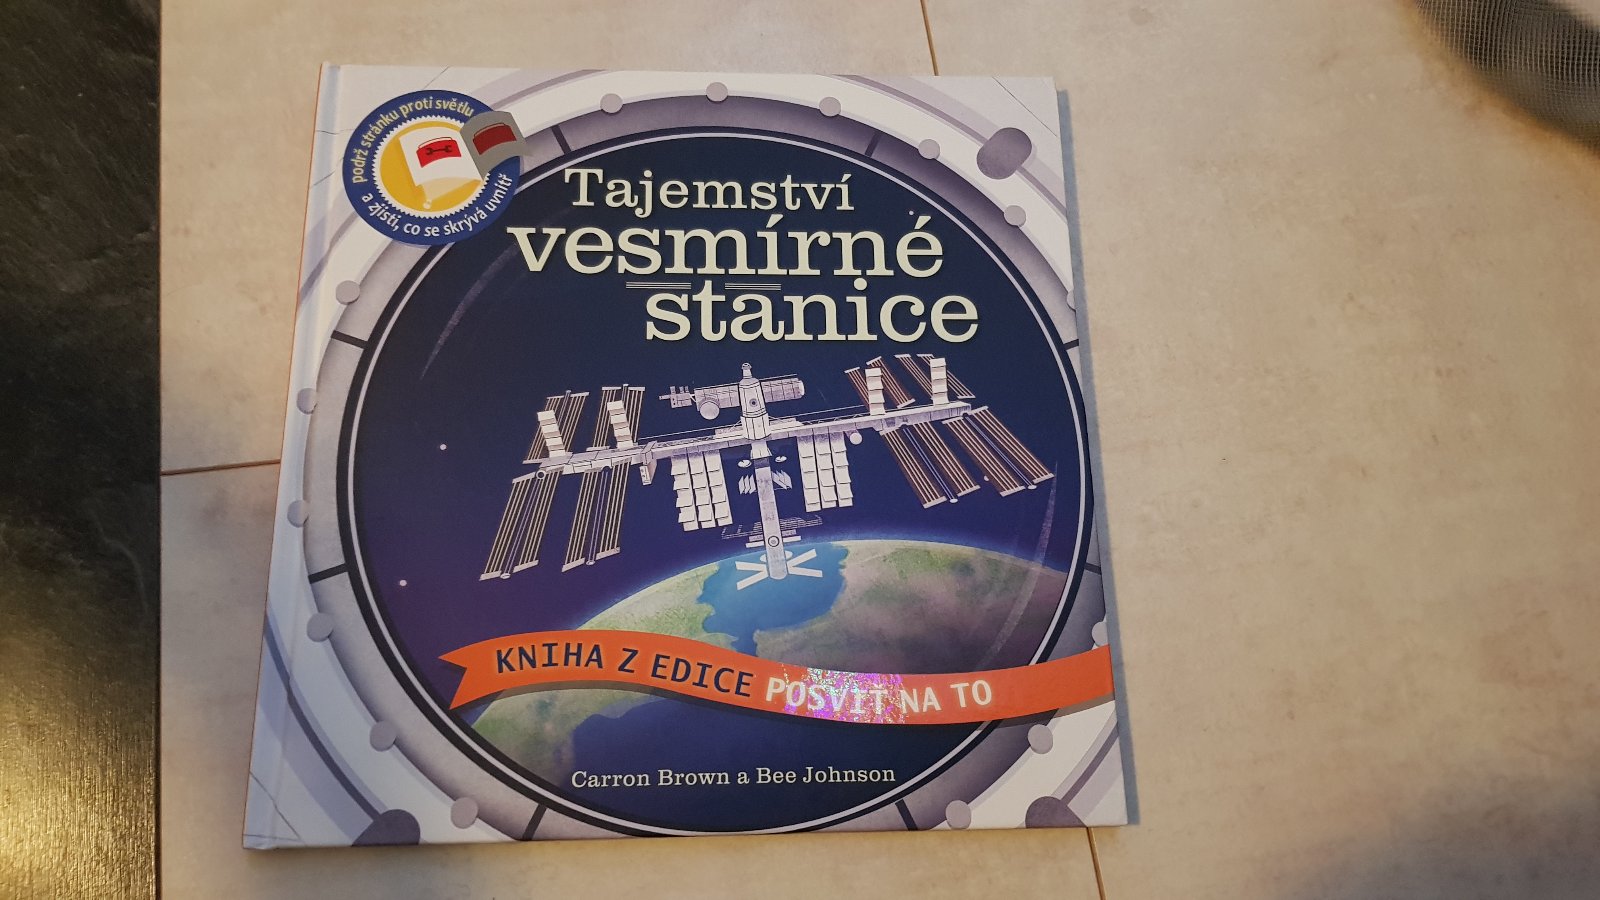 podrž stránku proti světlu
a zjisti, co se skrývá uvnitř
Tajemství
vesmírné
stanice
KNIHA Z EDICE POSVIŤ NA TO
Carron Brown a Bee Johnson